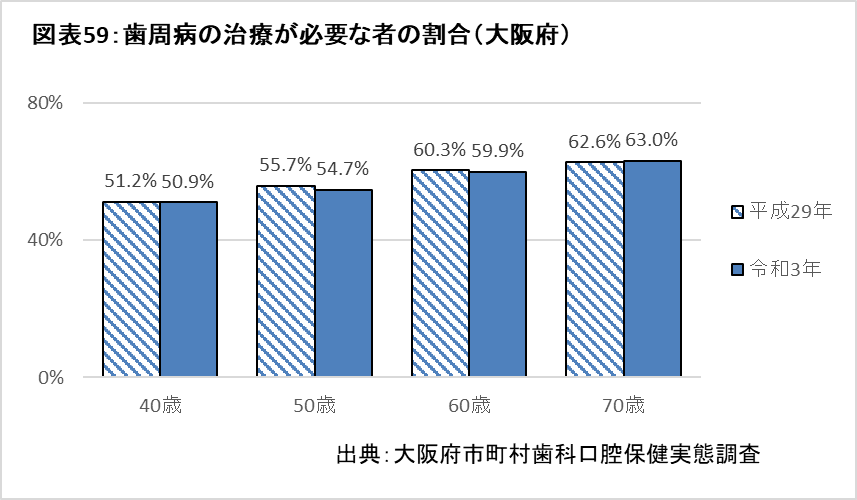 図表59：歯周病の治療が必要な者の割合（大阪府）
80%
40%
0%
51.2% 50.9%
55.7% 54.7%
60.3% 59.9%
62.6% 63.0%
40歳 50歳 60歳 70歳
平成29年
令和3年
出典：大阪府市町村歯科口腔保健実態調査